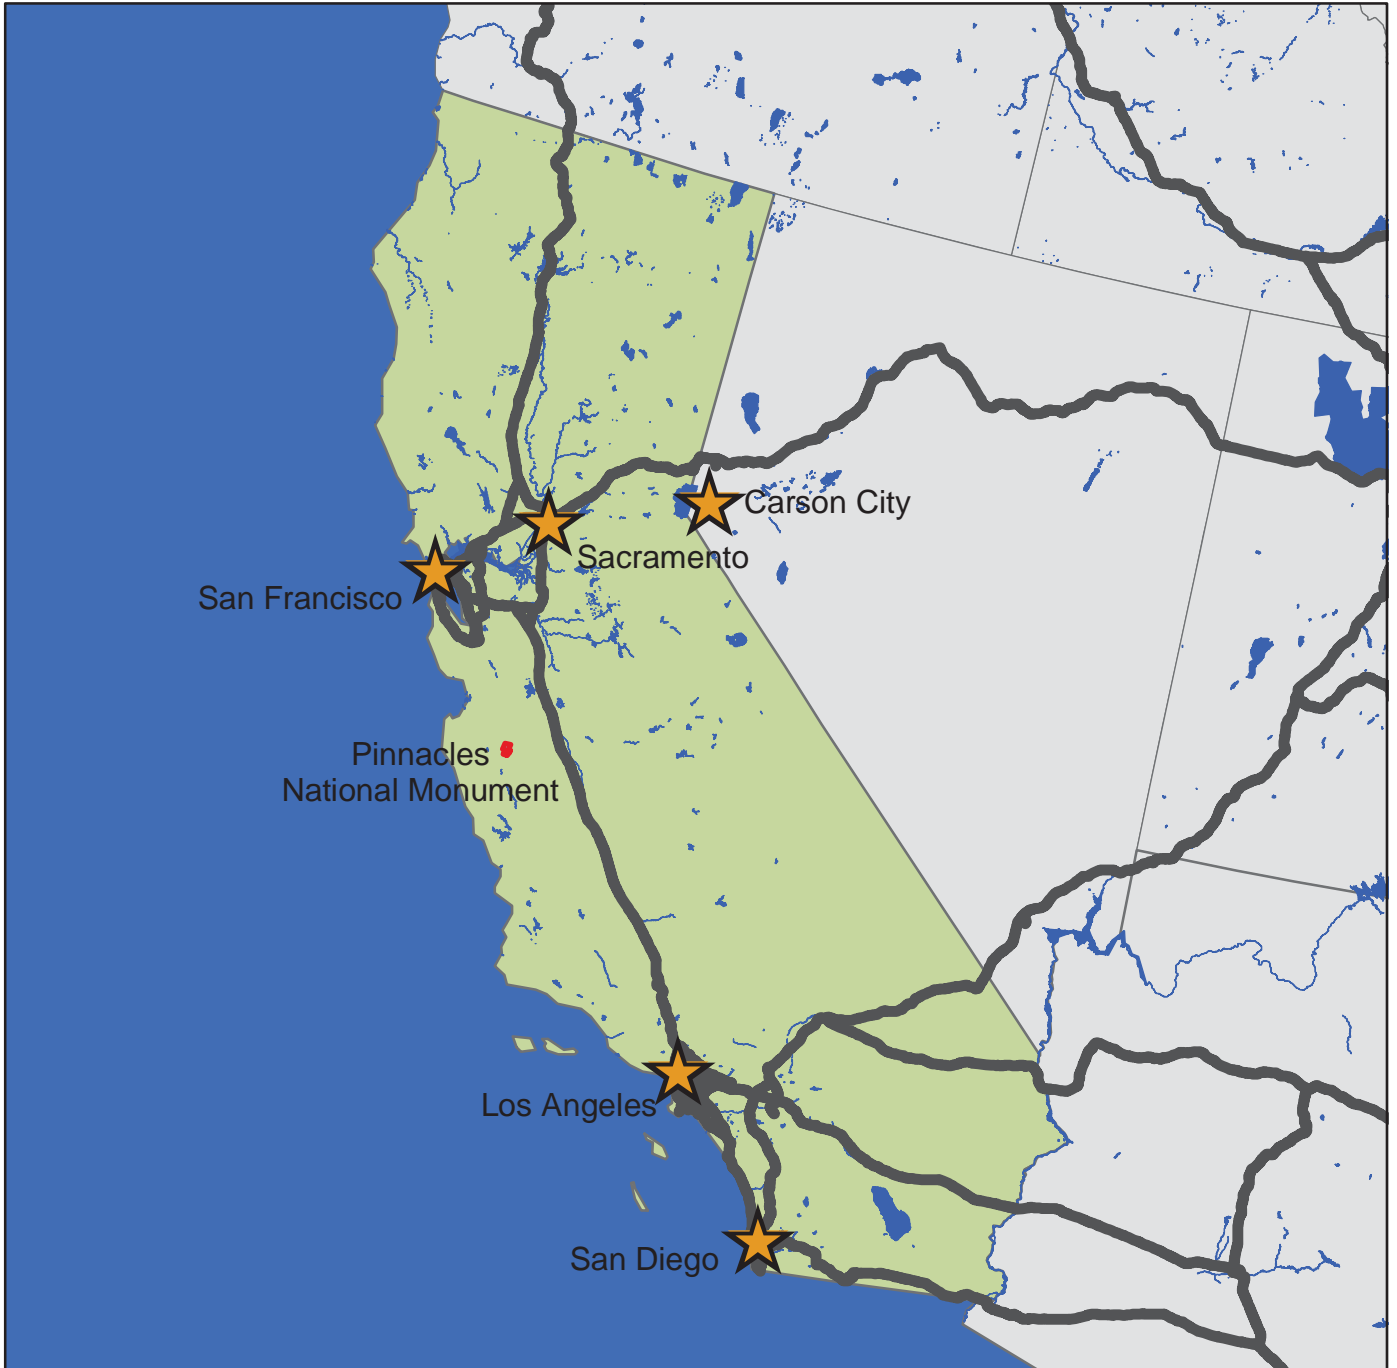 Carson City
Sacramento
San Francisco
Pinnacles
National Monument
Los Angeles
San Diego